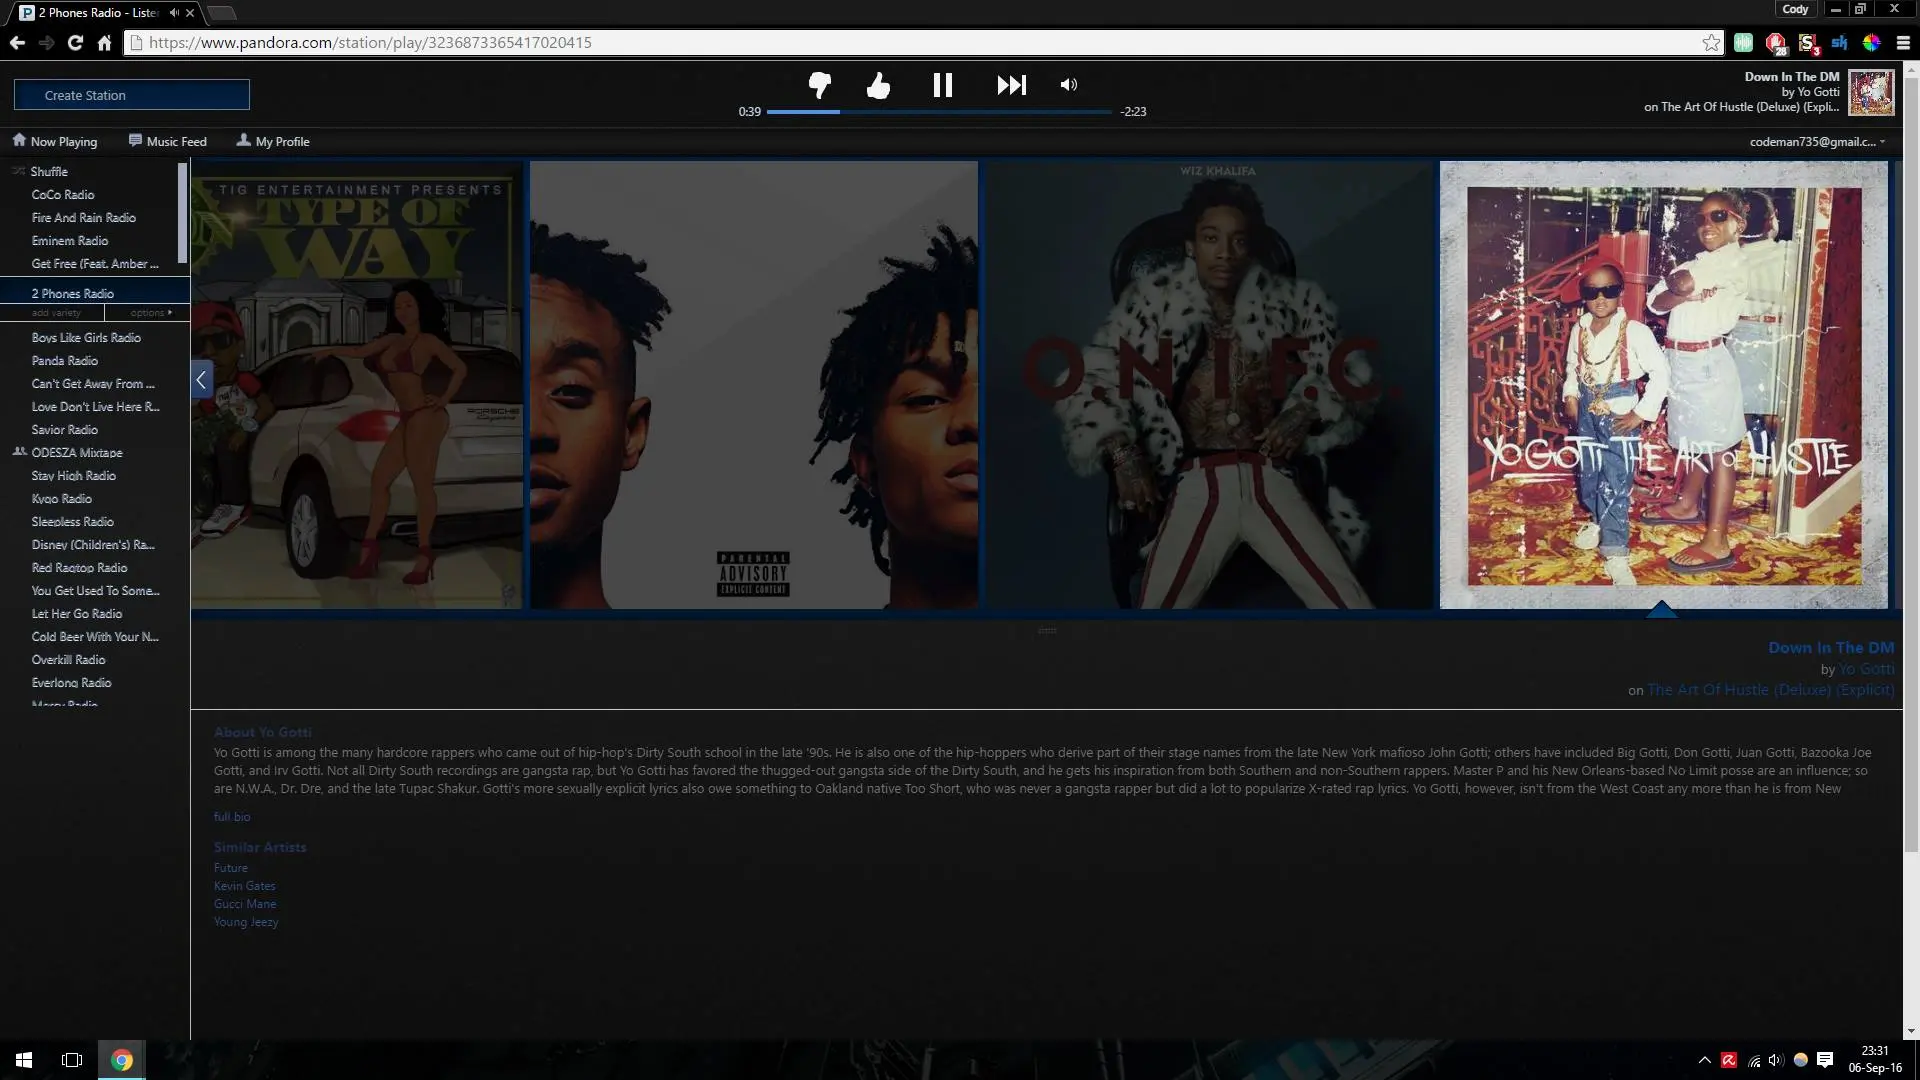 2 Phones Radio - Liste
Cody
https://www.pandora.com/station/play/3236873365417020415
28
3
Create Station
0:39
-2:23
Down In The DM
by Yo Gotti
on The Art Of Hustle (Deluxe) (Expli...
Now Playing
Music Feed
My Profile
codeman735@gmail.c...
Shuffle
CoCo Radio
Fire And Rain Radio
Eminem Radio
Get Free (Feat. Amber ...
2 Phones Radio
add variety
options
Boys Like Girls Radio
Panda Radio
Can't Get Away From ...
Love Don't Live Here R...
Savior Radio
ODESZA Mixtape
Stay High Radio
Kygo Radio
Sleepless Radio
Disney (Children's) Ra...
Red Ragtop Radio
You Get Used To Some...
Let Her Go Radio
Cold Beer With Your N...
Overkill Radio
Everlong Radio
Mercy Radio
TIG ENTERTAINMENT PRESENTS
TYPE OF
WAY
PORSCHE
PARENTAL
ADVISORY
EXPLICIT CONTENT
WIZ KHALIFA
O.N.I.F.C.
YO GOTTI THE ART OF HUSTLE
Down In The DM
by Yo Gotti
on The Art Of Hustle (Deluxe) (Explicit)
About Yo Gotti
Yo Gotti is among the many hardcore rappers who came out of hip-hop's Dirty South school in the late '90s. He is also one of the hip-hoppers who derive part of their stage names from the late New York mafioso John Gotti; others have included Big Gotti, Don Gotti, Juan Gotti, Bazooka Joe
Gotti, and Irv Gotti. Not all Dirty South recordings are gangsta rap, but Yo Gotti has favored the thugged-out gangsta side of the Dirty South, and he gets his inspiration from both Southern and non-Southern rappers. Master P and his New Orleans-based No Limit posse are an influence; so
are N.W.A., Dr. Dre, and the late Tupac Shakur. Gotti's more sexually explicit lyrics also owe something to Oakland native Too Short, who was never a gangsta rapper but did a lot to popularize X-rated rap lyrics. Yo Gotti, however, isn't from the West Coast any more than he is from New
full bio
Similar Artists
Future
Kevin Gates
Gucci Mane
Young Jeezy
23:31
06-Sep-16